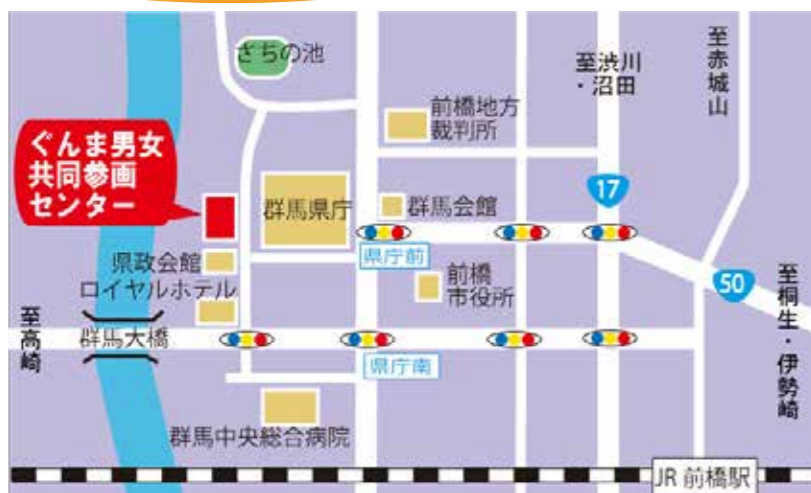 さちの池
至渋川
・沼田
至赤城山
前橋地方
裁判所
ぐんま男女
共同参画
センター
17
群馬県庁
群馬会館
県庁前
県政会館
前橋
市役所
50
ロイヤルホテル
至高崎
群馬大橋
至桐生・伊勢崎
県庁南
群馬中央総合病院
JR 前橋駅